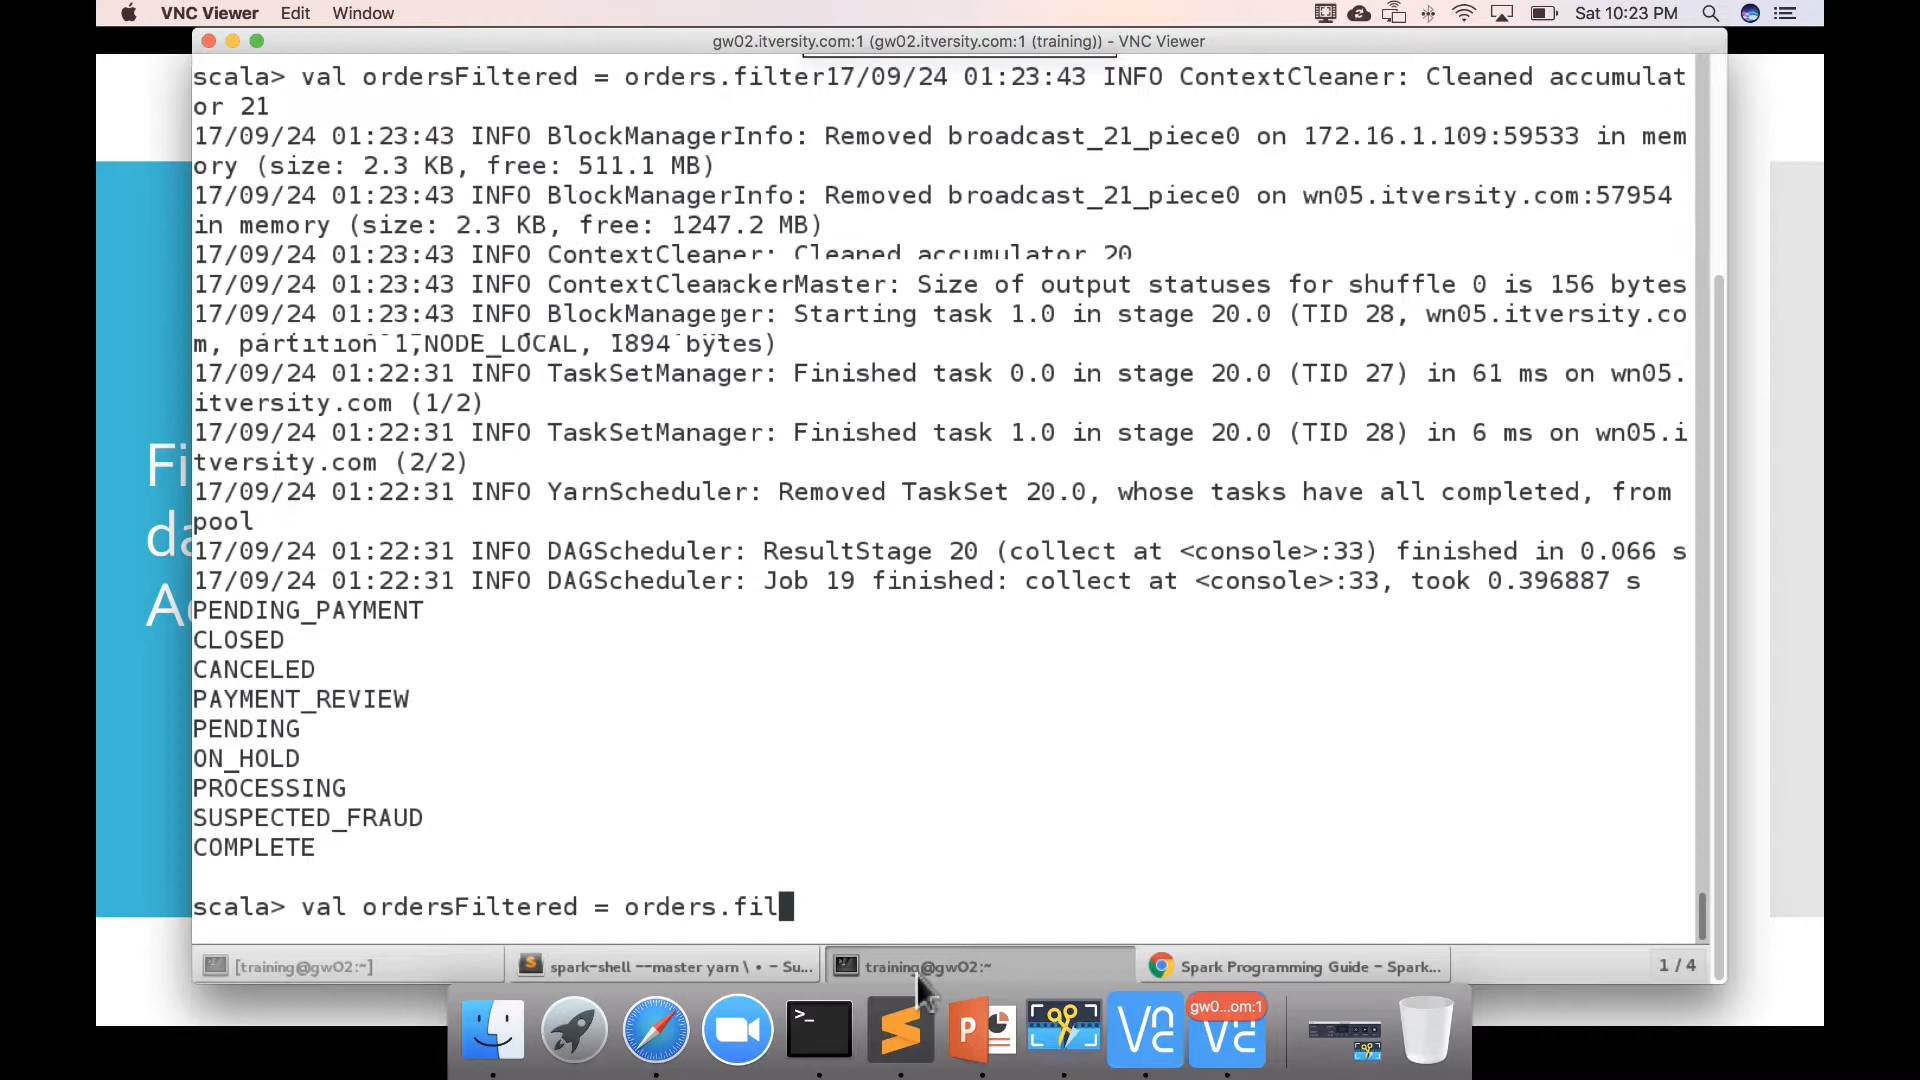 VNC Viewer Edit Window Sat 10:23 PM
gw02.itversity.com:1 (gw02.itversity.com:1 (training)) - VNC Viewer
scala> val ordersFiltered = orders.filter17/09/24 01:23:43 INFO ContextCleaner: Cleaned accumulat
or 21
17/09/24 01:23:43 INFO BlockManagerInfo: Removed broadcast_21_piece0 on 172.16.1.109:59533 in mem
ory (size: 2.3 KB, free: 511.1 MB)
17/09/24 01:23:43 INFO BlockManagerInfo: Removed broadcast_21_piece0 on wn05.itversity.com:57954
in memory (size: 2.3 KB, free: 1247.2 MB)
17/09/24 01:23:43 INFO ContextCleaner: Cleaned accumulator 20
17/09/24 01:23:43 INFO ContextCleanckerMaster: Size of output statuses for shuffle 0 is 156 bytes
17/09/24 01:23:43 INFO BlockManageger: Starting task 1.0 in stage 20.0 (TID 28, wn05.itversity.co
m, partition 1,NODE_LOCAL, 1894 bytes)
17/09/24 01:22:31 INFO TaskSetManager: Finished task 0.0 in stage 20.0 (TID 27) in 61 ms on wn05.
itversity.com (1/2)
17/09/24 01:22:31 INFO TaskSetManager: Finished task 1.0 in stage 20.0 (TID 28) in 6 ms on wn05.i
tversity.com (2/2)
17/09/24 01:22:31 INFO YarnScheduler: Removed TaskSet 20.0, whose tasks have all completed, from
pool
17/09/24 01:22:31 INFO DAGScheduler: ResultStage 20 (collect at <console>:33) finished in 0.066 s
17/09/24 01:22:31 INFO DAGScheduler: Job 19 finished: collect at <console>:33, took 0.396887 s
PENDING_PAYMENT
CLOSED
CANCELED
PAYMENT_REVIEW
PENDING
ON_HOLD
PROCESSING
SUSPECTED_FRAUD
COMPLETE
scala> val ordersFiltered = orders.fil
[training@gw02:~] spark-shell --master yarn \ • - Su... training@gw02:~ Spark Programming Guide - Spark... 1 / 4
gw0...om:1